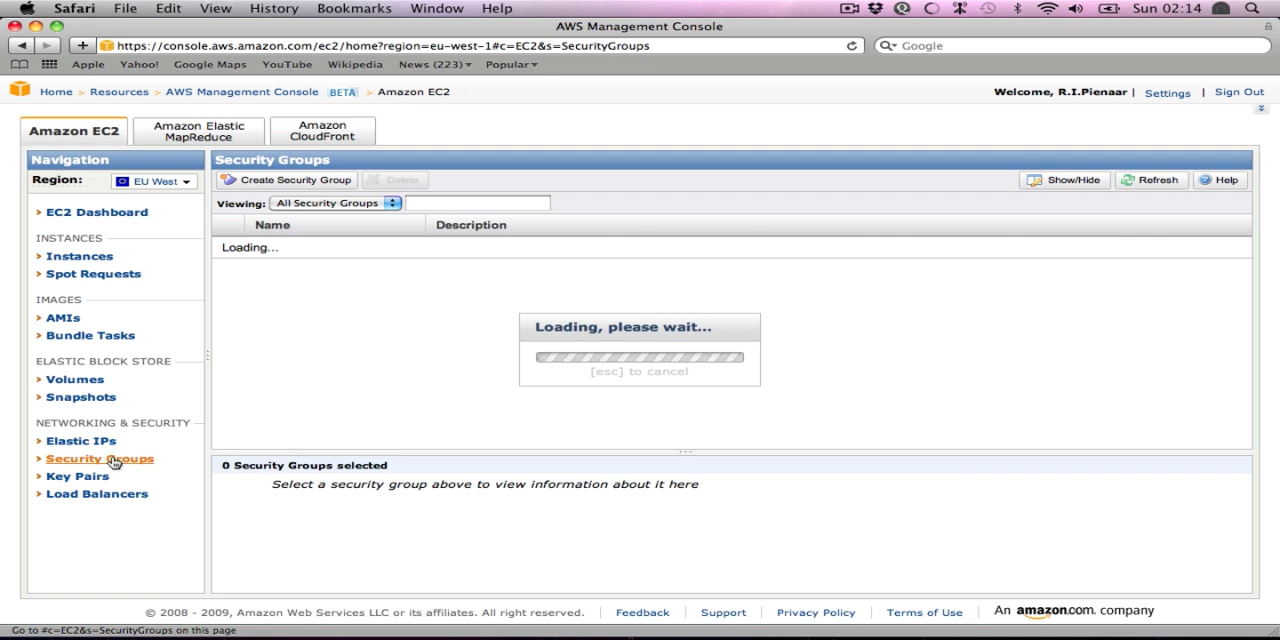 Safari File Edit View History Bookmarks Window Help Sun 02:14
AWS Management Console
https://console.aws.amazon.com/ec2/home?region=eu-west-1#c=EC2&s=SecurityGroups Google
Apple Yahoo! Google Maps YouTube Wikipedia News (223)▾ Popular▾
Home > Resources > AWS Management Console BETA > Amazon EC2 Welcome, R.I.Pienaar | Settings | Sign Out
Amazon EC2
Amazon Elastic
MapReduce
Amazon
CloudFront
Navigation
Region: EU West
EC2 Dashboard
INSTANCES
Instances
Spot Requests
IMAGES
AMIs
Bundle Tasks
ELASTIC BLOCK STORE
Volumes
Snapshots
NETWORKING & SECURITY
Elastic IPs
Security Groups
Key Pairs
Load Balancers
Security Groups
Create Security Group Delete Show/Hide Refresh Help
Viewing: All Security Groups
Name Description
Loading...
Loading, please wait...
[esc] to cancel
0 Security Groups selected
Select a security group above to view information about it here
© 2008 - 2009, Amazon Web Services LLC or its affiliates. All right reserved. | Feedback | Support | Privacy Policy | Terms of Use | An amazon.com. company
Go to #c=EC2&s=SecurityGroups on this page